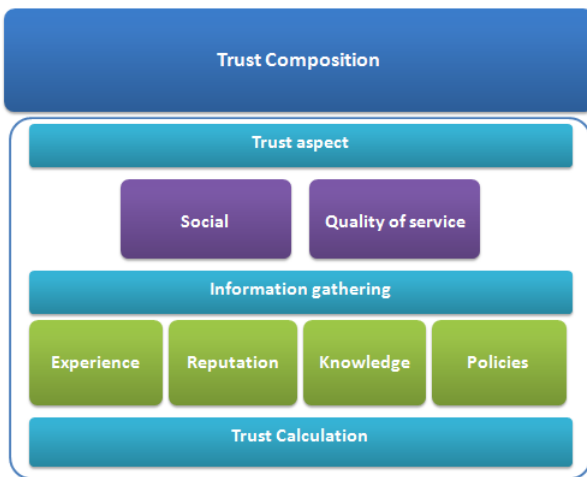 Trust Composition
Trust aspect
Social
Quality of service
Information gathering
Experience
Reputation
Knowledge
Policies
Trust Calculation